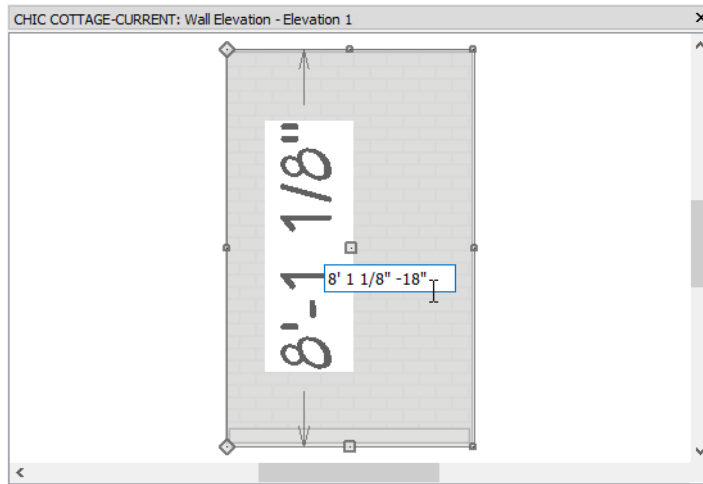 CHIC COTTAGE-CURRENT: Wall Elevation - Elevation 1
8'-1 1/8"
8' 1 1/8" -18"